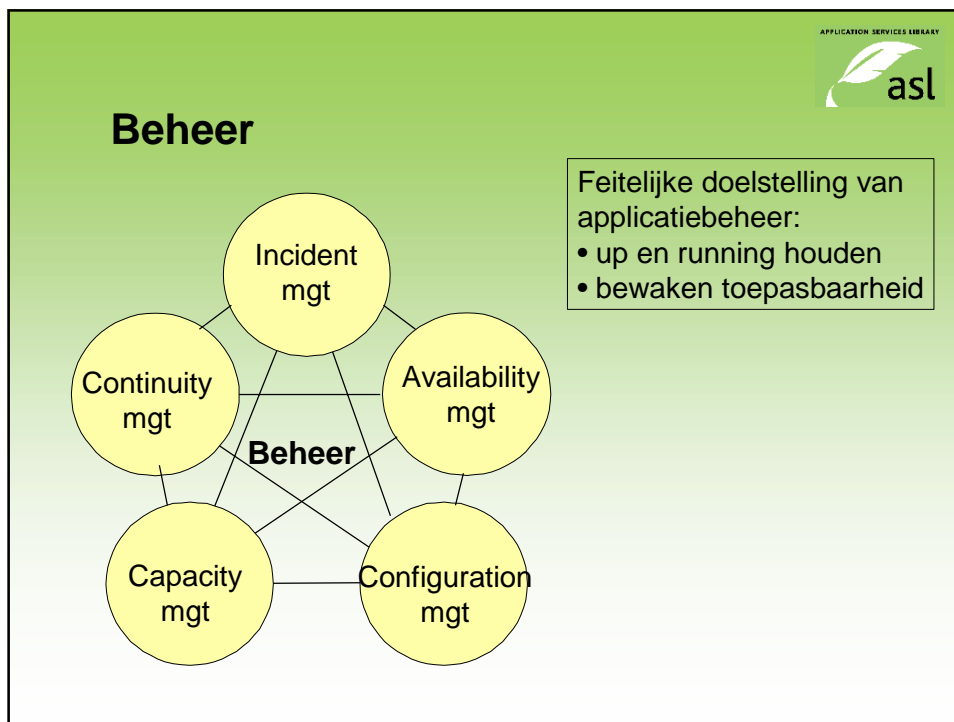 APPLICATION SERVICES LIBRARY
asl
Beheer
Feitelijke doelstelling van
applicatiebeheer:
• up en running houden
• bewaken toepasbaarheid
Incident
mgt
Continuity
mgt
Availability
mgt
Beheer
Capacity
mgt
Configuration
mgt